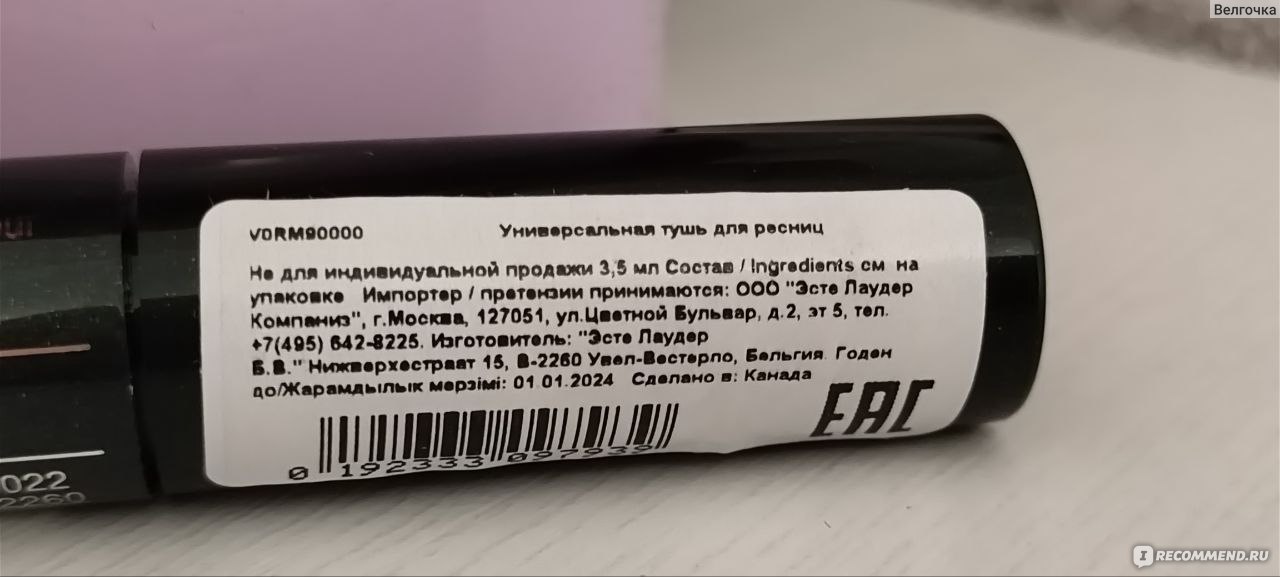 Велгочка
V0RM90000 Универсальная тушь для ресниц
Не для индивидуальной продажи 3,5 мл Состав / Ingredients см на
упаковке Импортер / претензии принимаются: ООО "Эсте Лаудер
Компаниз", г.Москва, 127051, ул.Цветной Бульвар, д.2, эт 5, тел.
+7(495) 642-8225. Изготовитель: "Эсте Лаудер
Б.В." Нижверхестраат 15, В-2260 Увел-Вестерло, Бельгия. Годен
до/Жарамдылык мерзімі: 01.01.2024 Сделано в: Канада
EAC
0 192333 097939
022
2260
IRECOMMEND.RU